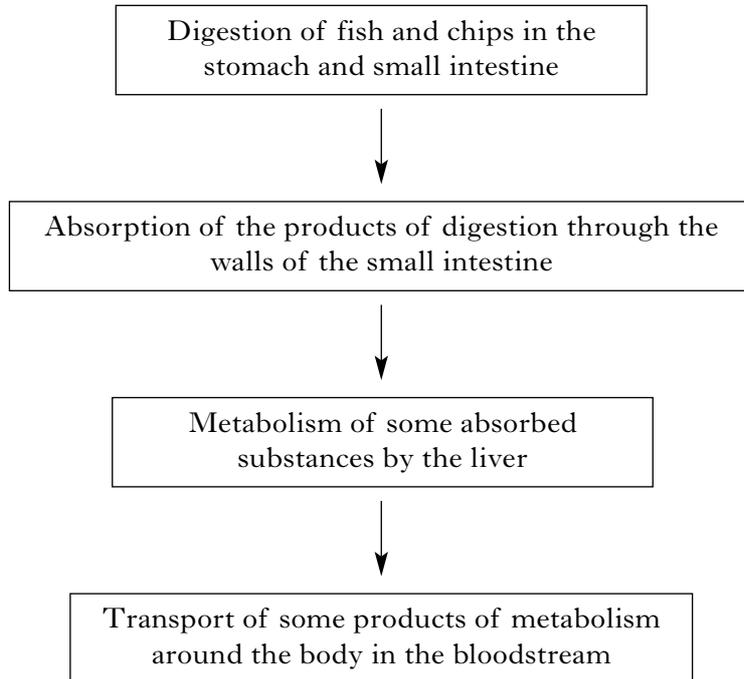 Digestion of fish and chips in the
stomach and small intestine
Absorption of the products of digestion through the
walls of the small intestine
Metabolism of some absorbed
substances by the liver
Transport of some products of metabolism
around the body in the bloodstream